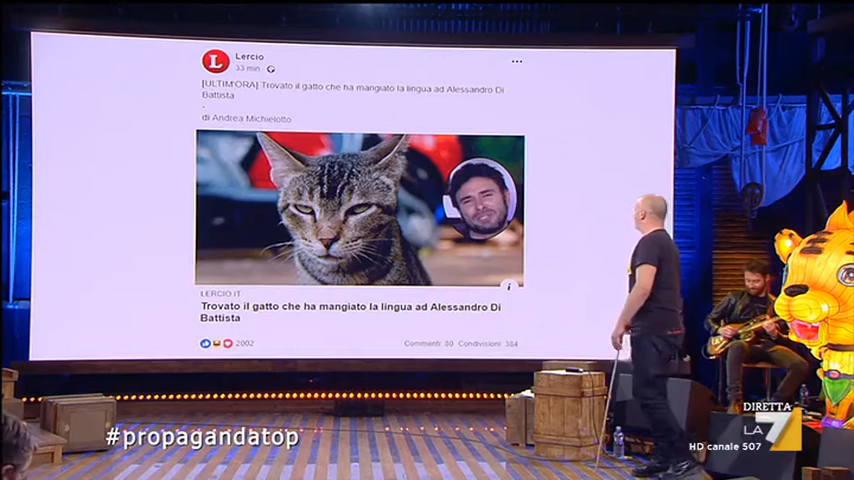 L
Lercio
33 min
[ULTIM'ORA] Trovato il gatto che ha mangiato la lingua ad Alessandro Di
Battista
-
di Andrea Michielotto
i
LERCIO.IT
Trovato il gatto che ha mangiato la lingua ad Alessandro Di
Battista
2002
Commenti: 80 Condivisioni: 384
#propagandatop
DIRETTA
LA 7
HD canale 507